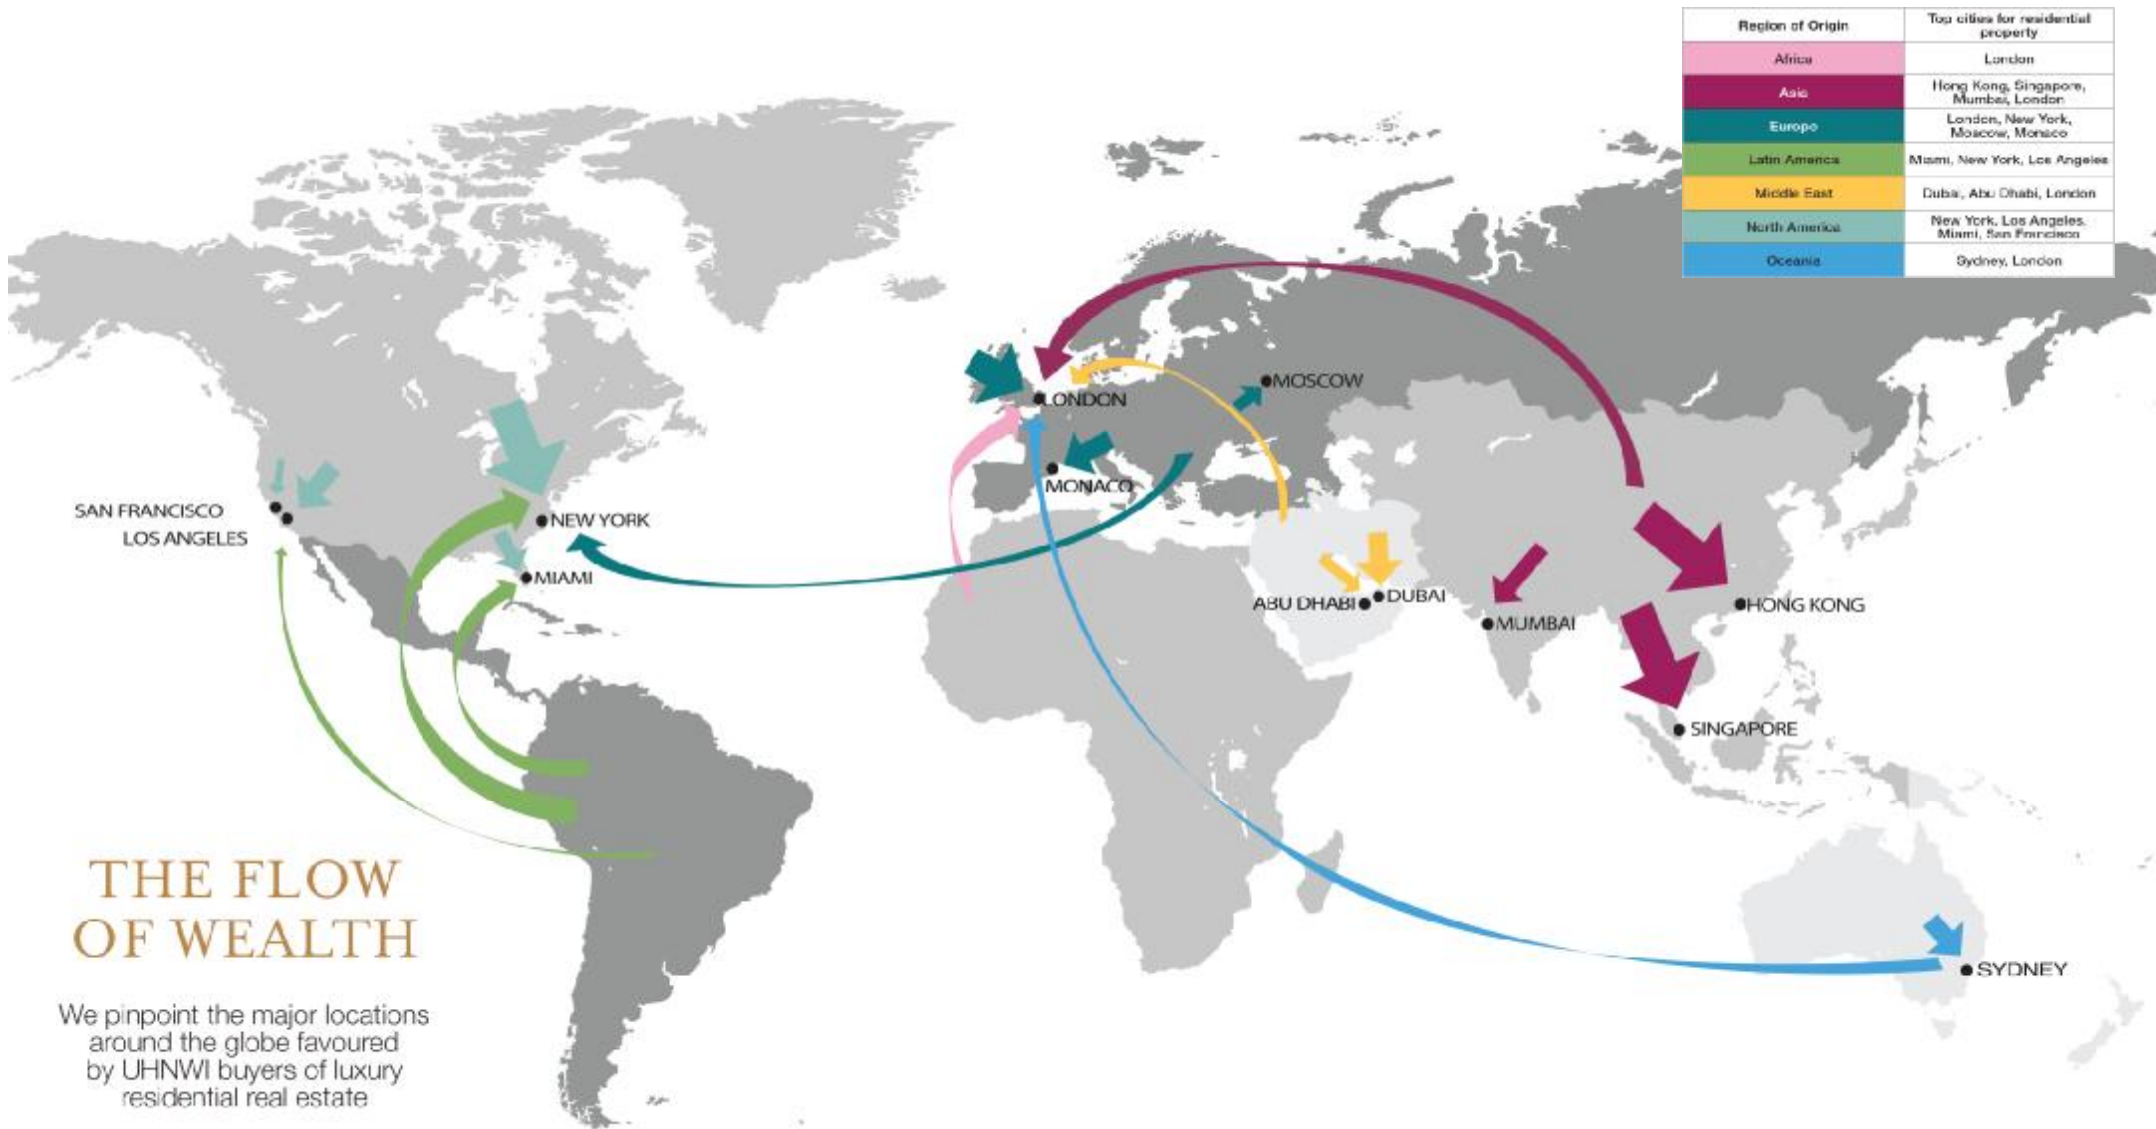 Region of Origin
Top cities for residential
property
Africa
London
Asia
Hong Kong, Singapore,
Mumbai, London
Europe
London, New York,
Moscow, Monaco
Latin America
Miami, New York, Los Angeles
Middle East
Dubai, Abu Dhabi, London
North America
New York, Los Angeles,
Miami, San Francisco
Oceania
Sydney, London
MOSCOW
LONDON
MONACO
SAN FRANCISCO
LOS ANGELES
NEW YORK
MIAMI
ABU DHABI
DUBAI
MUMBAI
HONG KONG
SINGAPORE
SYDNEY
THE FLOW
OF WEALTH
We pinpoint the major locations
around the globe favoured
by UHNWI buyers of luxury
residential real estate